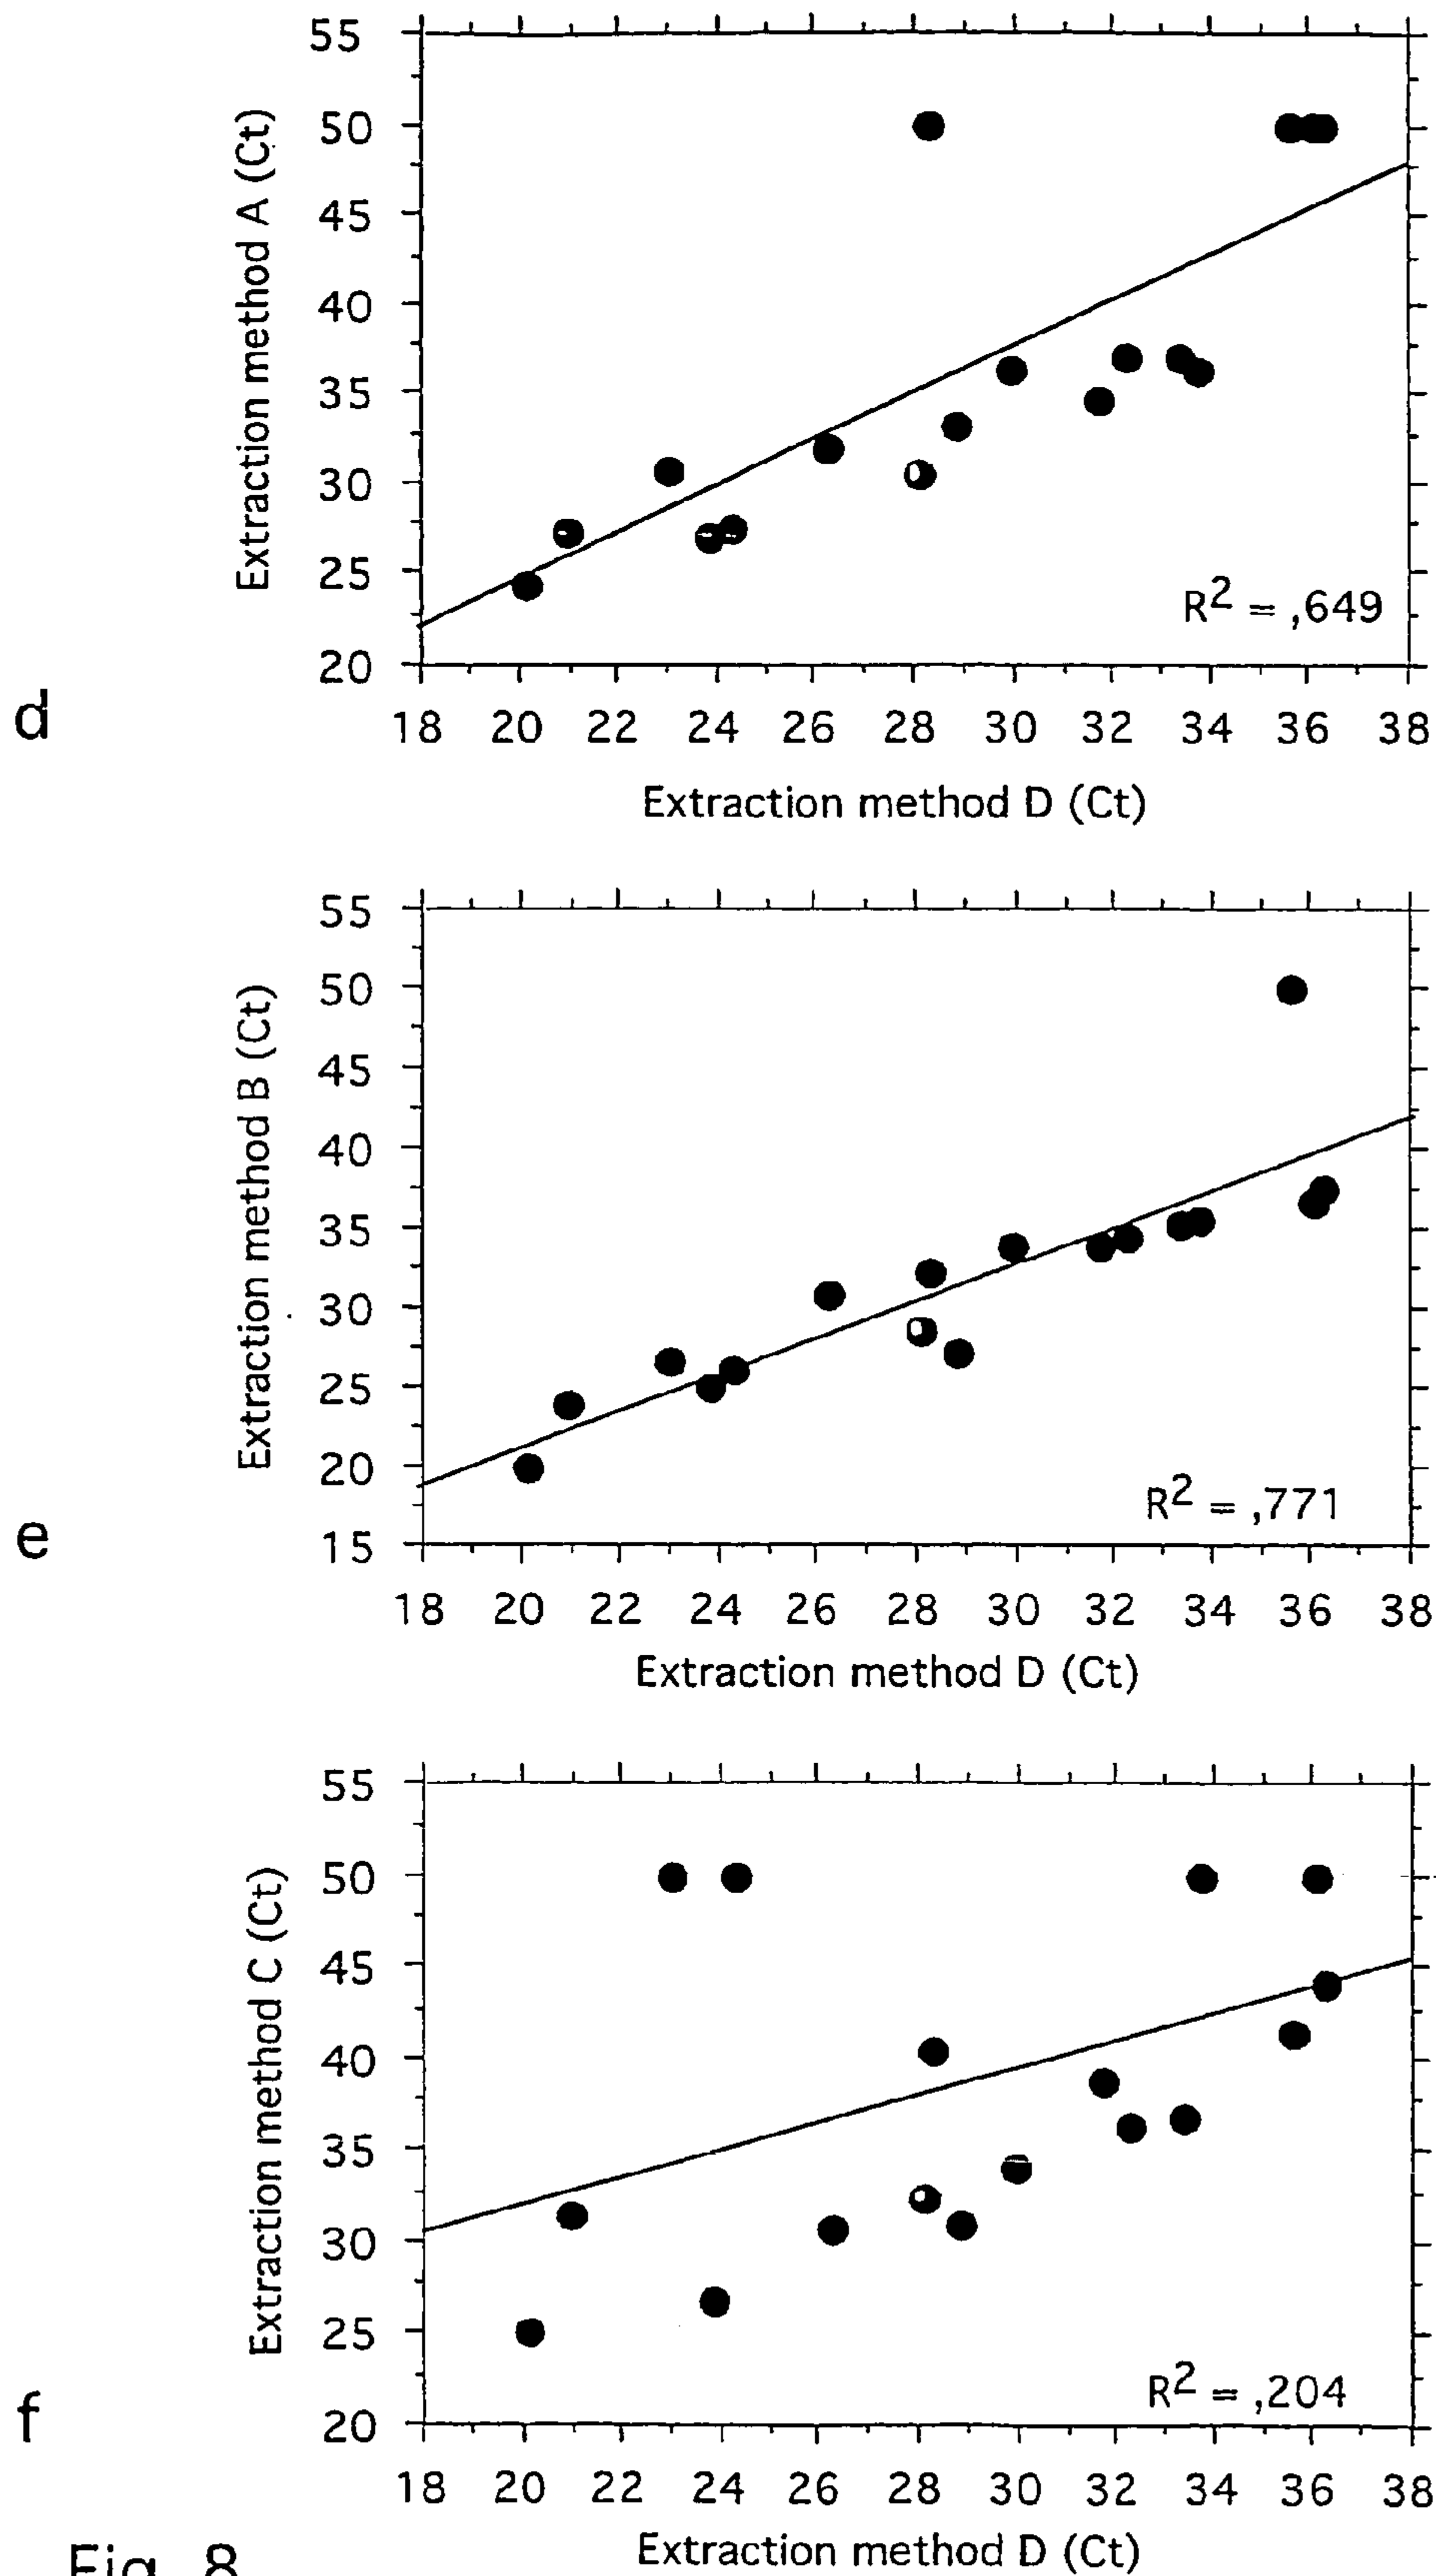 55
50
45
40
35
30
25
20
Extraction method A (Ct)
R2 = ,649
d
18 20 22 24 26 28 30 32 34 36 38
Extraction method D (Ct)
55
50
45
40
35
30
25
20
15
Extraction method B (Ct)
R2 = ,771
e
18 20 22 24 26 28 30 32 34 36 38
Extraction method D (Ct)
55
50
45
40
35
30
25
20
Extraction method C (Ct)
R2 = ,204
f
18 20 22 24 26 28 30 32 34 36 38
Extraction method D (Ct)
Fig. 8